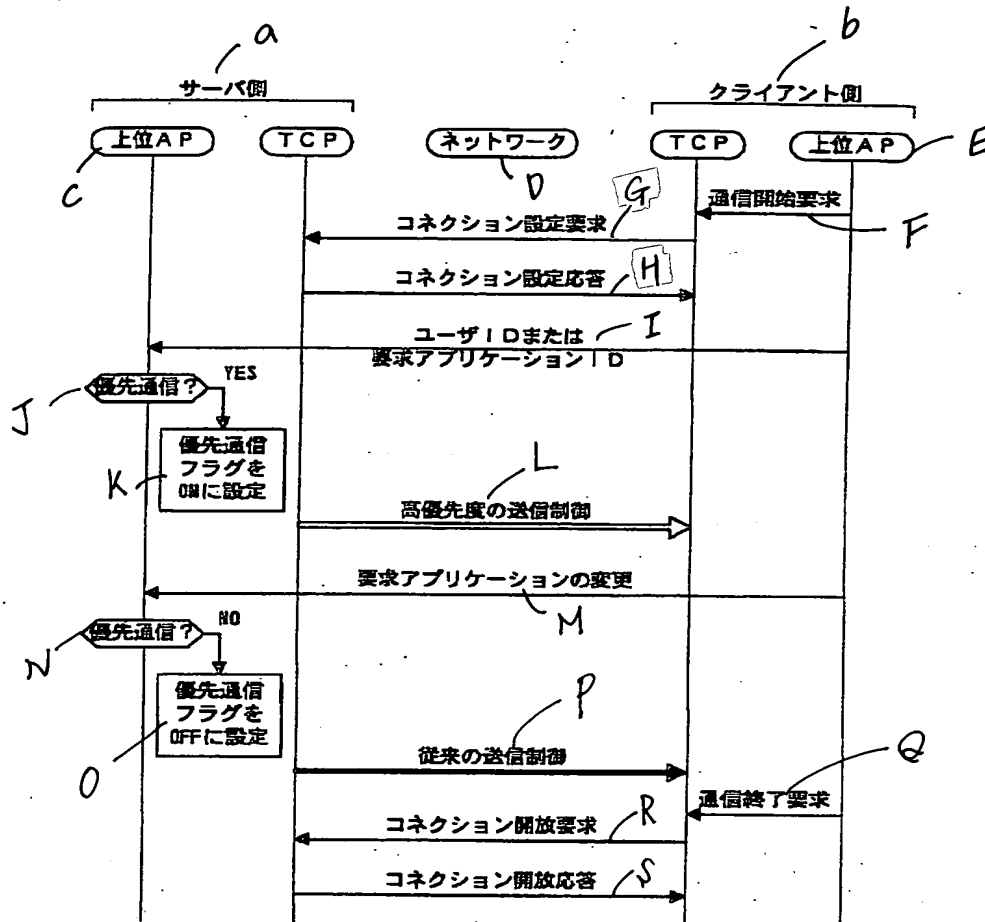 a
b
サーバ側
クライアント側
上位AP
TCP
ネットワーク
TCP
上位AP
C
D
E
通信開始要求
F
G
コネクション設定要求
コネクション設定応答
H
I
ユーザIDまたは
要求アプリケーションID
J
優先通信?
YES
優先通信
フラグを
ONに設定
K
L
高優先度の送信制御
要求アプリケーションの変更
M
N
優先通信?
NO
優先通信
フラグを
OFFに設定
O
P
従来の送信制御
Q
通信終了要求
コネクション開放要求
R
コネクション開放応答
S